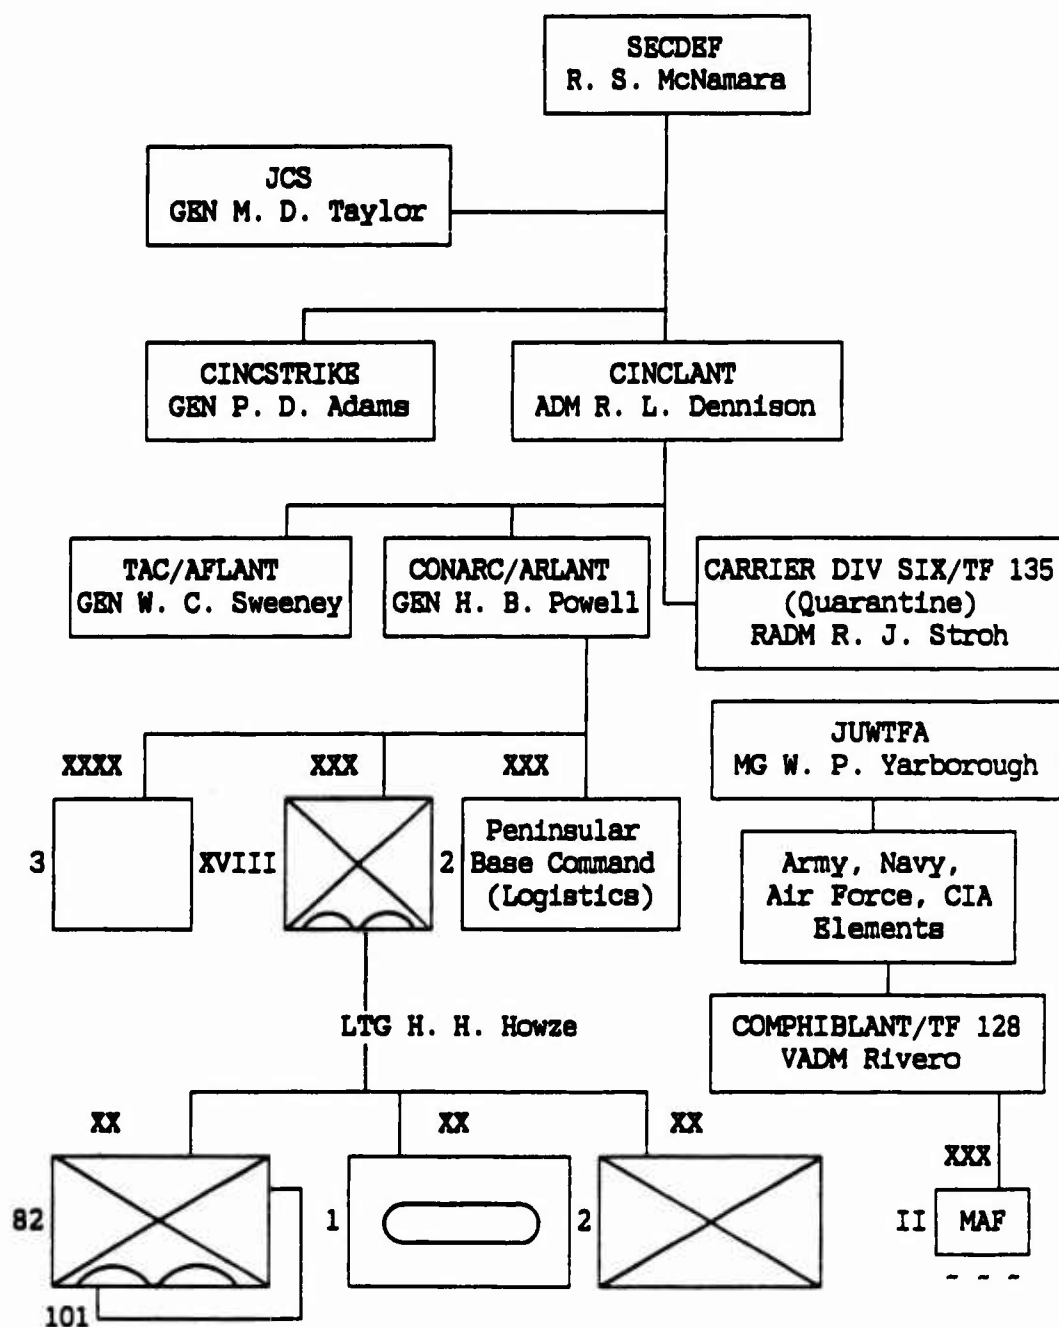 SECDEF
R. S. McNamara
JCS
GEN M. D. Taylor
CINCSTRIKE
GEN P. D. Adams
CINCLANT
ADM R. L. Dennison
TAC/AFLANT
GEN W. C. Sweeney
CONARC/ARLANT
GEN H. B. Powell
CARRIER DIV SIX/TF 135
(Quarantine)
RADM R. J. Stroh
JUWTFA
MG W. P. Yarborough
XXXX
XXX
XXX
3
XVIII
2
Peninsular
Base Command
(Logistics)
Army, Navy,
Air Force, CIA
Elements
LTG H. H. Howze
COMPHIBLANT/TF 128
VADM Rivero
XX
XX
XX
XXX
82
1
2
II
MAF
- - -
101